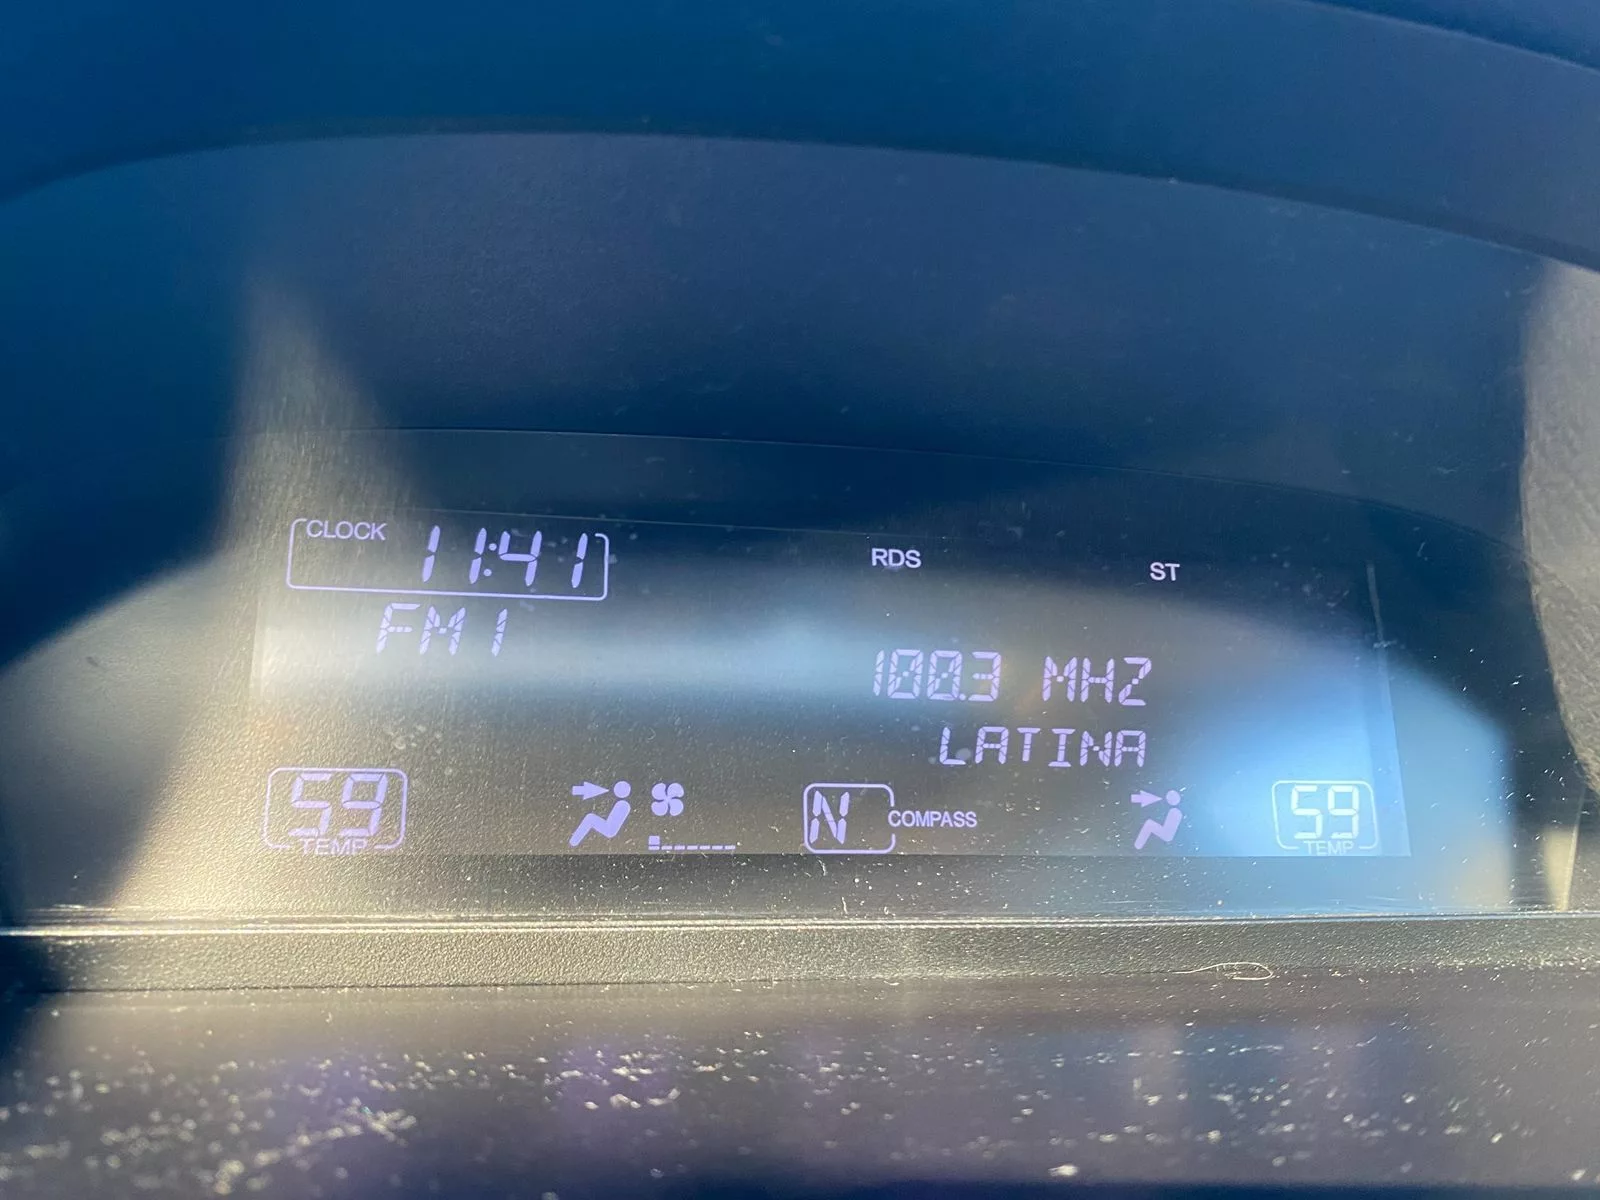 CLOCK 11:41 RDS ST
FM1
100.3 MHZ
LATINA
59 N COMPASS 59
TEMP TEMP